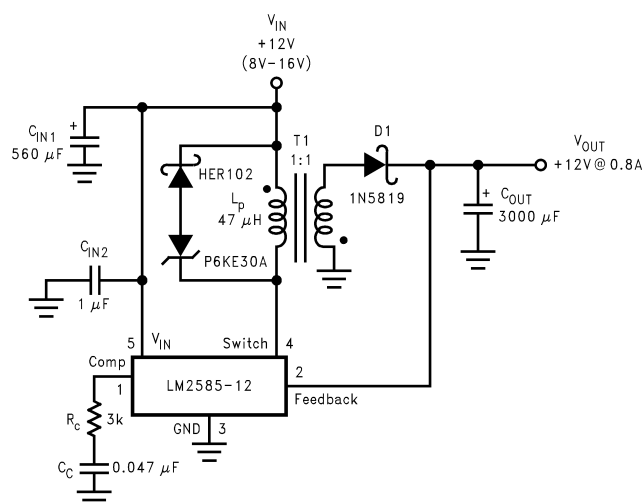 V_IN
+12V
(8V-16V)
C_IN1
+
560 μF
HER102
T1
1:1
D1
V_OUT
+12V@0.8A
1N5819
L_p
47 μH
+
C_OUT
3000 μF
C_IN2
1 μF
P6KE30A
5
V_IN
Switch
4
Comp
1
LM2585-12
2
Feedback
R_c
3k
GND
3
C_C
0.047 μF